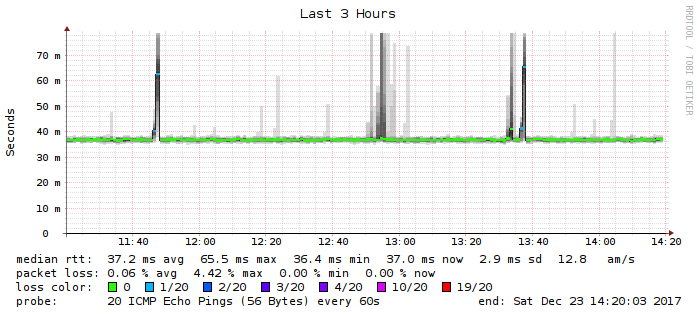 Last 3 Hours
RRDTOOL / TOBI OETIKER
Seconds
70 m
60 m
50 m
40 m
30 m
20 m
10 m
0
11:40 12:00 12:20 12:40 13:00 13:20 13:40 14:00 14:20
median rtt: 37.2 ms avg 65.5 ms max 36.4 ms min 37.0 ms now 2.9 ms sd 12.8 am/s
packet loss: 0.06 % avg 4.42 % max 0.00 % min 0.00 % now
loss color: 0 1/20 2/20 3/20 4/20 10/20 19/20
probe: 20 ICMP Echo Pings (56 Bytes) every 60s end: Sat Dec 23 14:20:03 2017